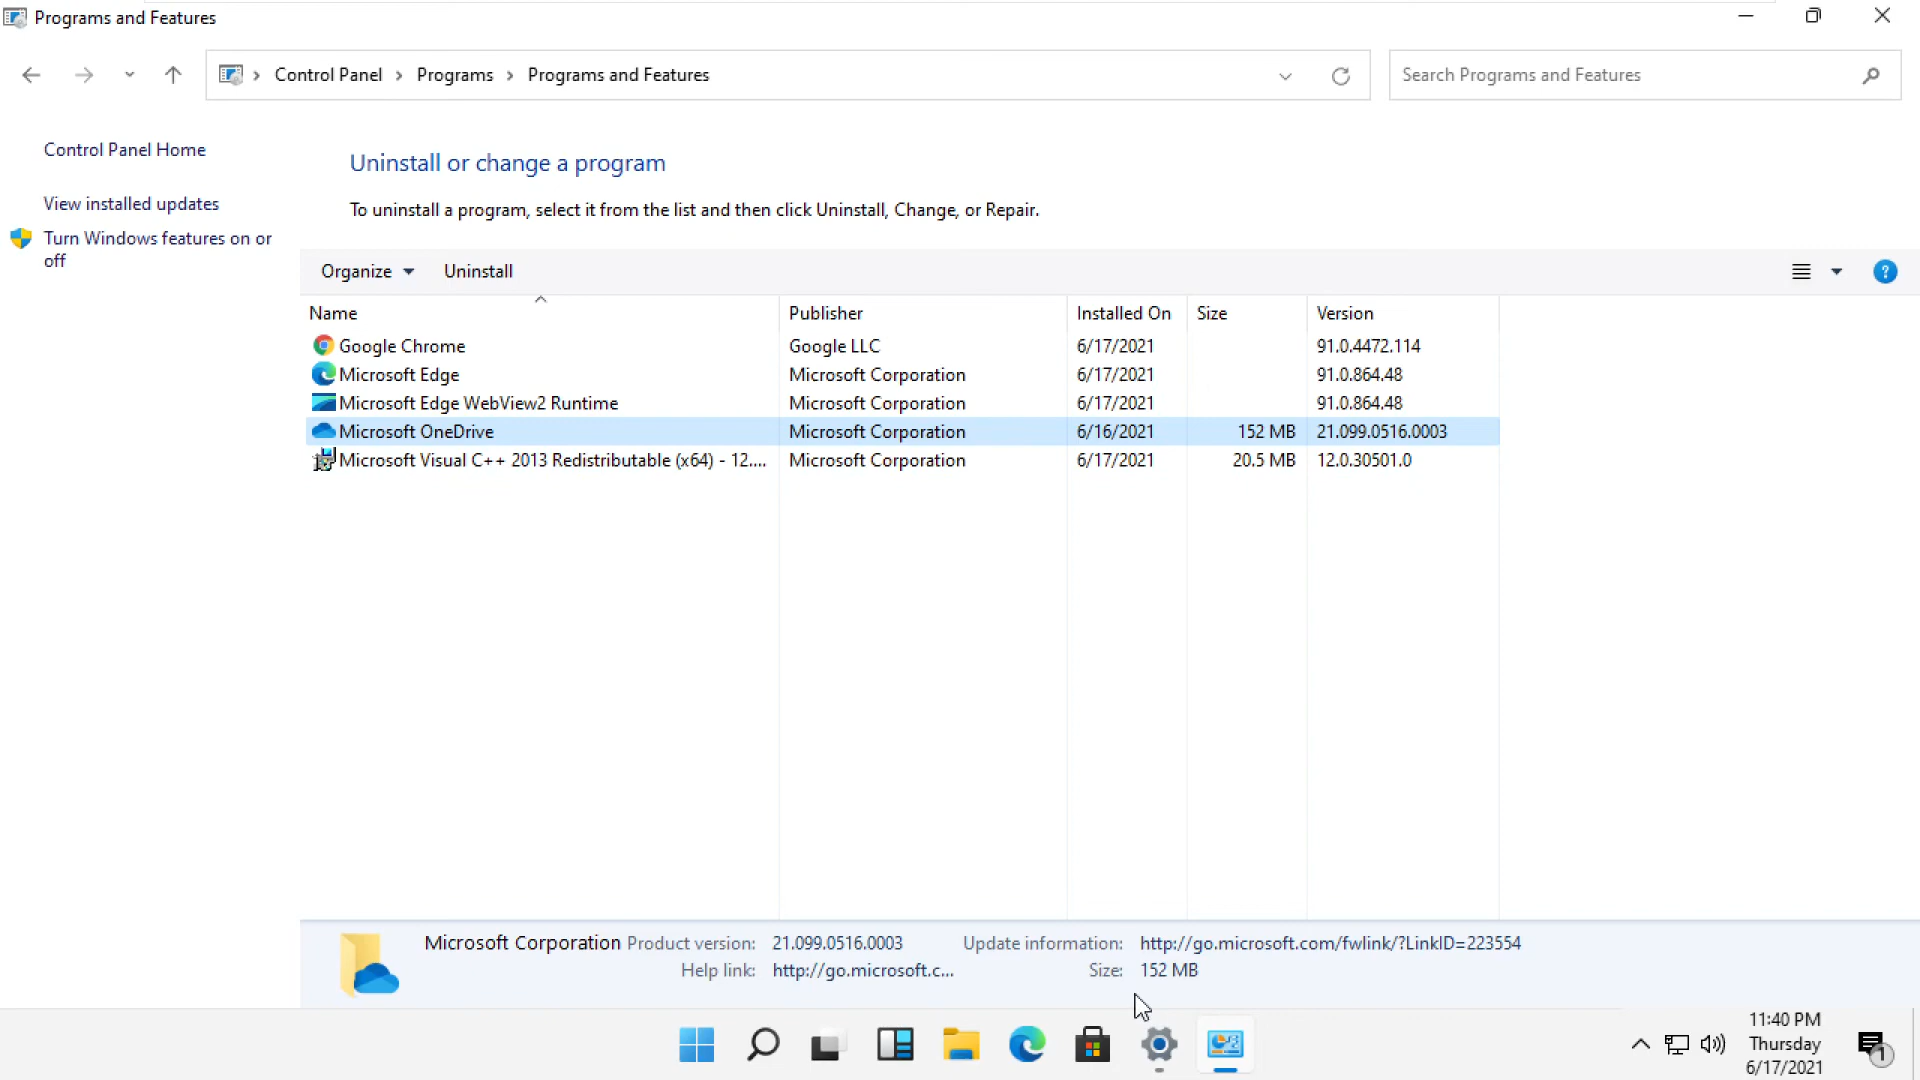 Programs and Features
Control Panel > Programs > Programs and Features
Search Programs and Features
Control Panel Home
View installed updates
Turn Windows features on or
off
Uninstall or change a program
To uninstall a program, select it from the list and then click Uninstall, Change, or Repair.
Organize Uninstall
?
Name Publisher Installed On Size Version
Google Chrome Google LLC 6/17/2021 91.0.4472.114
Microsoft Edge Microsoft Corporation 6/17/2021 91.0.864.48
Microsoft Edge WebView2 Runtime Microsoft Corporation 6/17/2021 91.0.864.48
Microsoft OneDrive Microsoft Corporation 6/16/2021 152 MB 21.099.0516.0003
Microsoft Visual C++ 2013 Redistributable (x64) - 12.... Microsoft Corporation 6/17/2021 20.5 MB 12.0.30501.0
Microsoft Corporation Product version: 21.099.0516.0003 Update information: http://go.microsoft.com/fwlink/?LinkID=223554
Help link: http://go.microsoft.c... Size: 152 MB
11:40 PM
Thursday
6/17/2021
1